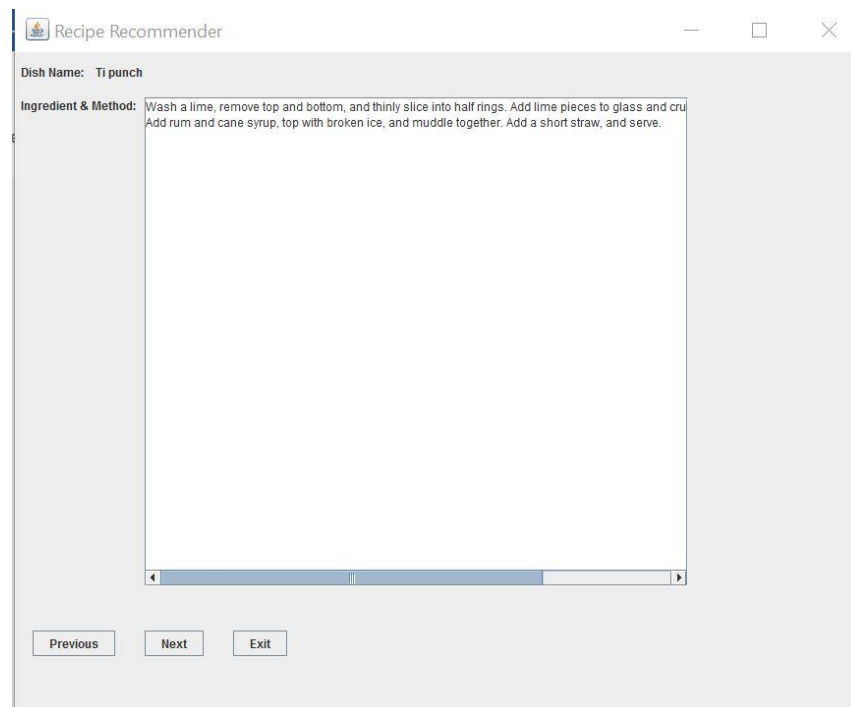 Recipe Recommender
Dish Name: Ti punch
Ingredient & Method:
Wash a lime, remove top and bottom, and thinly slice into half rings. Add lime pieces to glass and cru
Add rum and cane syrup, top with broken ice, and muddle together. Add a short straw, and serve.
Previous Next Exit